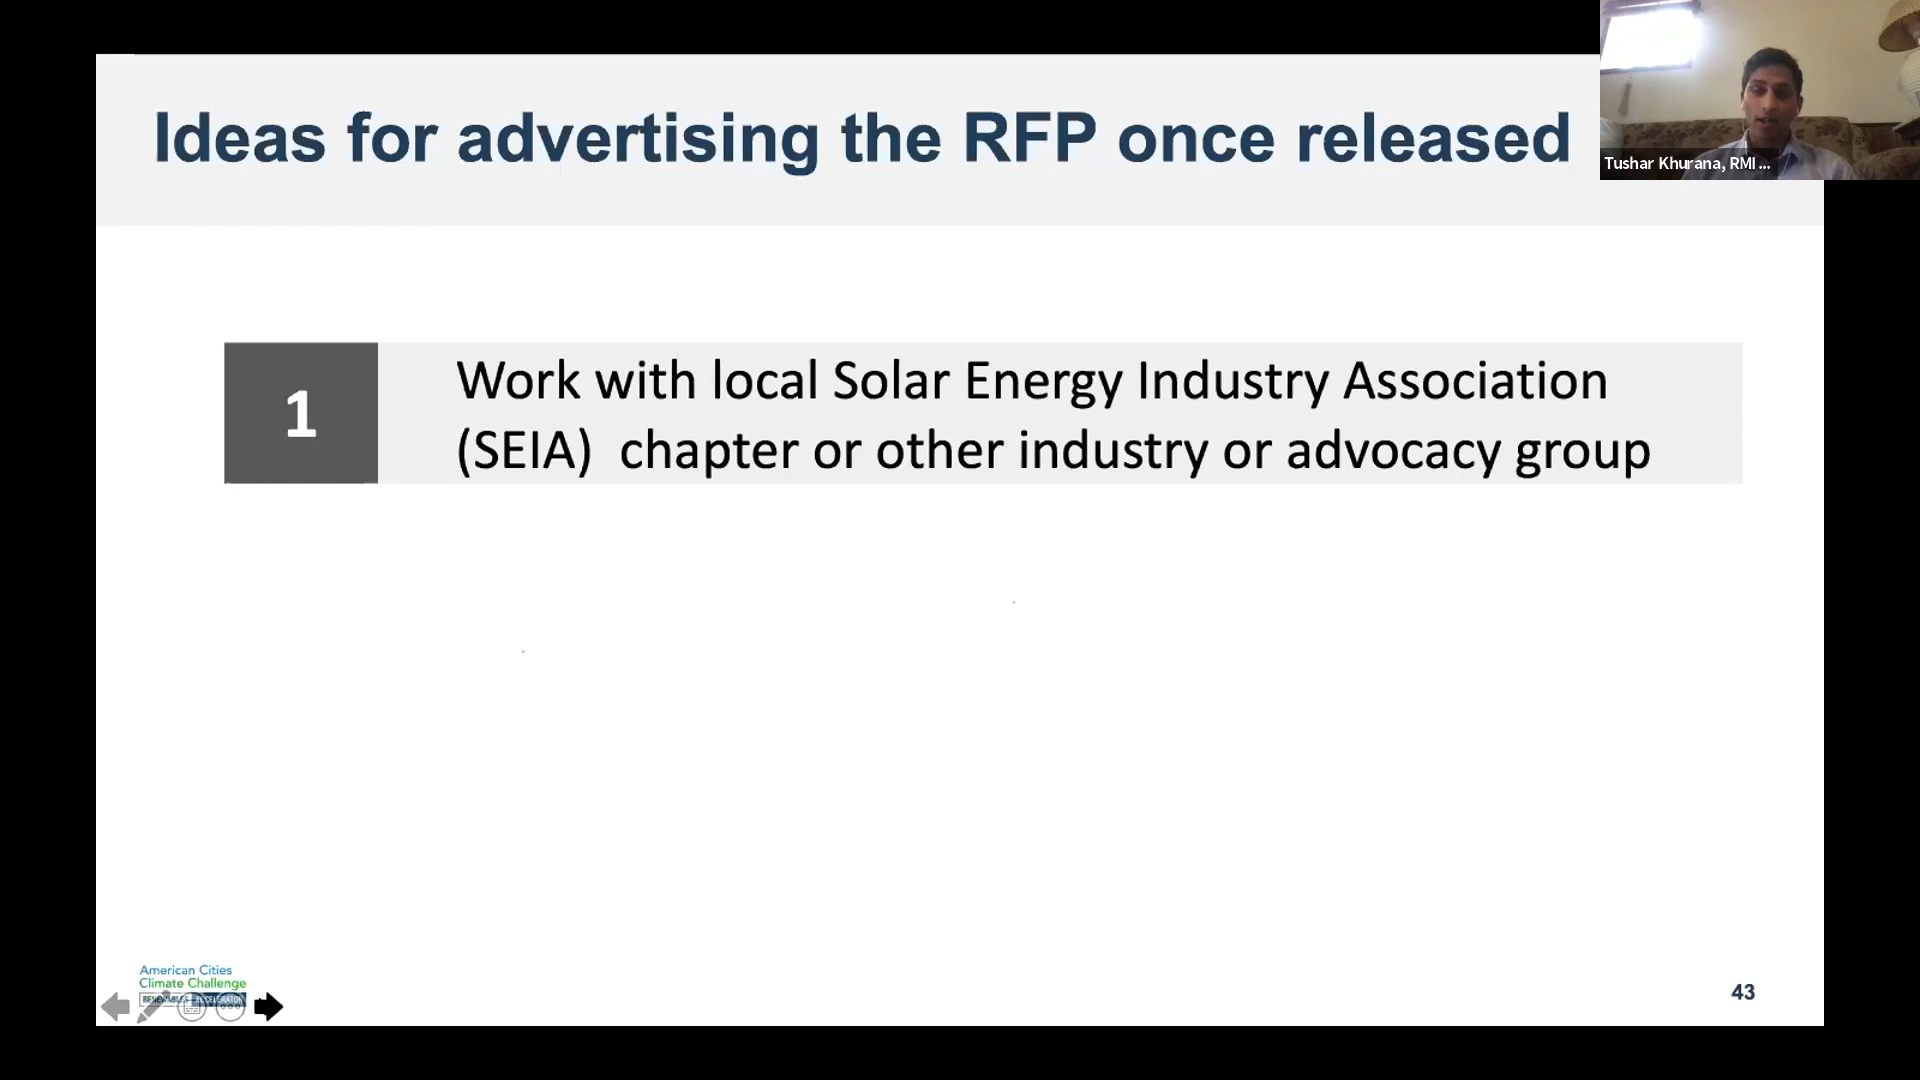 Ideas for advertising the RFP once released
Tushar Khurana, RMI ...
1
Work with local Solar Energy Industry Association
(SEIA)  chapter or other industry or advocacy group
American Cities
Climate Challenge
43